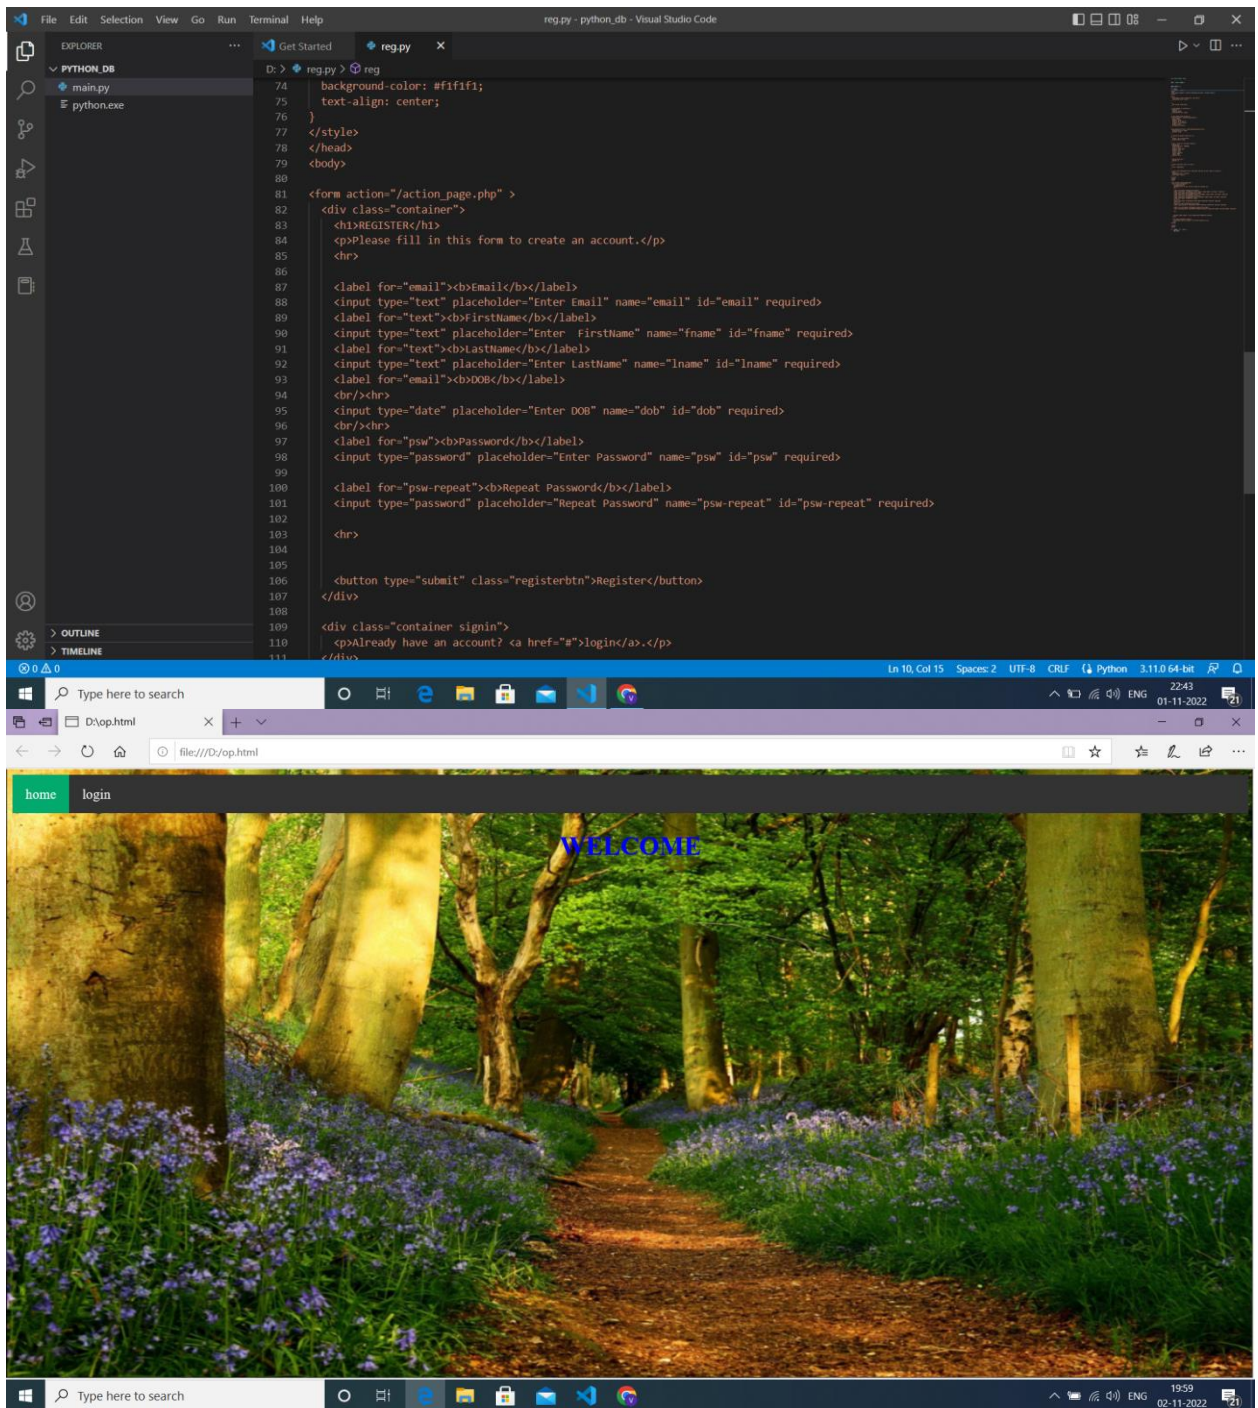 File Edit Selection View Go Run Terminal Help reg.py - python_db - Visual Studio Code
EXPLORER ... Get Started reg.py ×
PYTHON_DB
D: > reg.py > reg
main.py
python.exe
74 background-color: #f1f1f1;
75 text-align: center;
76 }
77 </style>
78 </head>
79 <body>
80
81 <form action="/action_page.php" >
82 <div class="container">
83 <h1>REGISTER</h1>
84 <p>Please fill in this form to create an account.</p>
85 <hr>
86
87 <label for="email"><b>Email</b></label>
88 <input type="text" placeholder="Enter Email" name="email" id="email" required>
89 <label for="text"><b>FirstName</b></label>
90 <input type="text" placeholder="Enter  FirstName" name="fname" id="fname" required>
91 <label for="text"><b>LastName</b></label>
92 <input type="text" placeholder="Enter LastName" name="lname" id="lname" required>
93 <label for="email"><b>DOB</b></label>
94 <br/><hr>
95 <input type="date" placeholder="Enter DOB" name="dob" id="dob" required>
96 <br/><hr>
97 <label for="psw"><b>Password</b></label>
98 <input type="password" placeholder="Enter Password" name="psw" id="psw" required>
99
100 <label for="psw-repeat"><b>Repeat Password</b></label>
101 <input type="password" placeholder="Repeat Password" name="psw-repeat" id="psw-repeat" required>
102
103 <hr>
104
105
106 <button type="submit" class="registerbtn">Register</button>
107 </div>
108
109 <div class="container signin">
110 <p>Already have an account? <a href="#">login</a>.</p>
111 </div>
OUTLINE
TIMELINE
0 0 Ln 10, Col 15 Spaces: 2 UTF-8 CRLF Python 3.11.0 64-bit
Type here to search ENG 22:43
01-11-2022 21
D:\op.html
file:///D:/op.html
home login
WELCOME
Type here to search ENG 19:59
02-11-2022 21